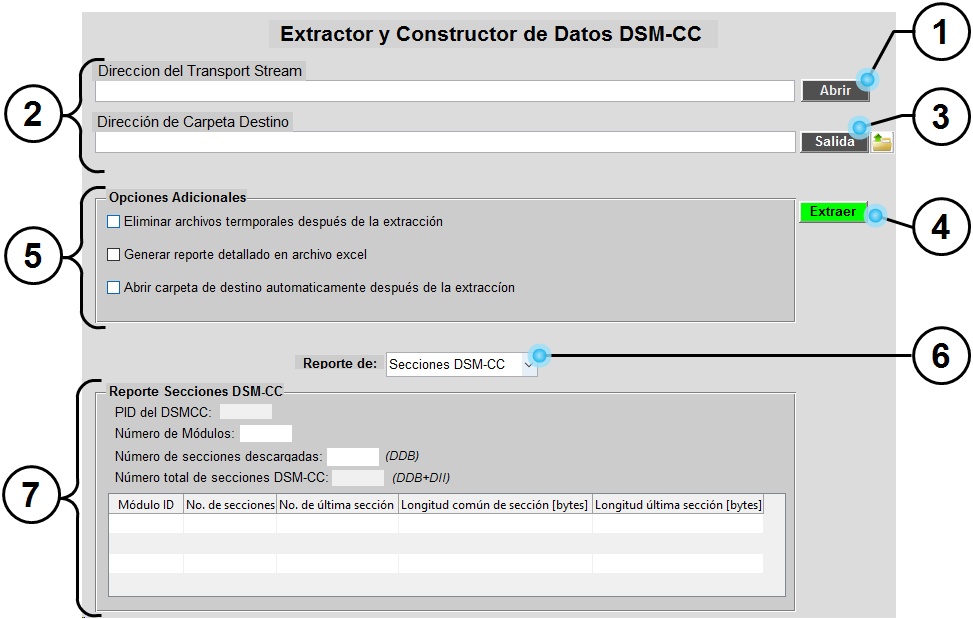 Extractor y Constructor de Datos DSM-CC
1
Direccion del Transport Stream
Abrir
2
Dirección de Carpeta Destino
Salida
3
Opciones Adicionales
Extraer
4
Eliminar archivos termporales después de la extracción
5
Generar reporte detallado en archivo excel
Abrir carpeta de destino automaticamente después de la extraccíon
Reporte de: Secciones DSM-CC
6
Reporte Secciones DSM-CC
PID del DSMCC:
Número de Módulos:
Número de secciones descargadas: (DDB)
Número total de secciones DSM-CC: (DDB+DII)
7
Módulo ID No. de secciones No. de última sección Longitud común de sección [bytes] Longitud última sección [bytes]